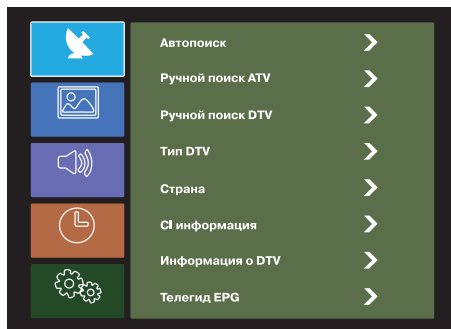 Автопоиск
Ручной поиск ATV
Ручной поиск DTV
Тип DTV
Страна
CI информация
Информация о DTV
Телегид EPG